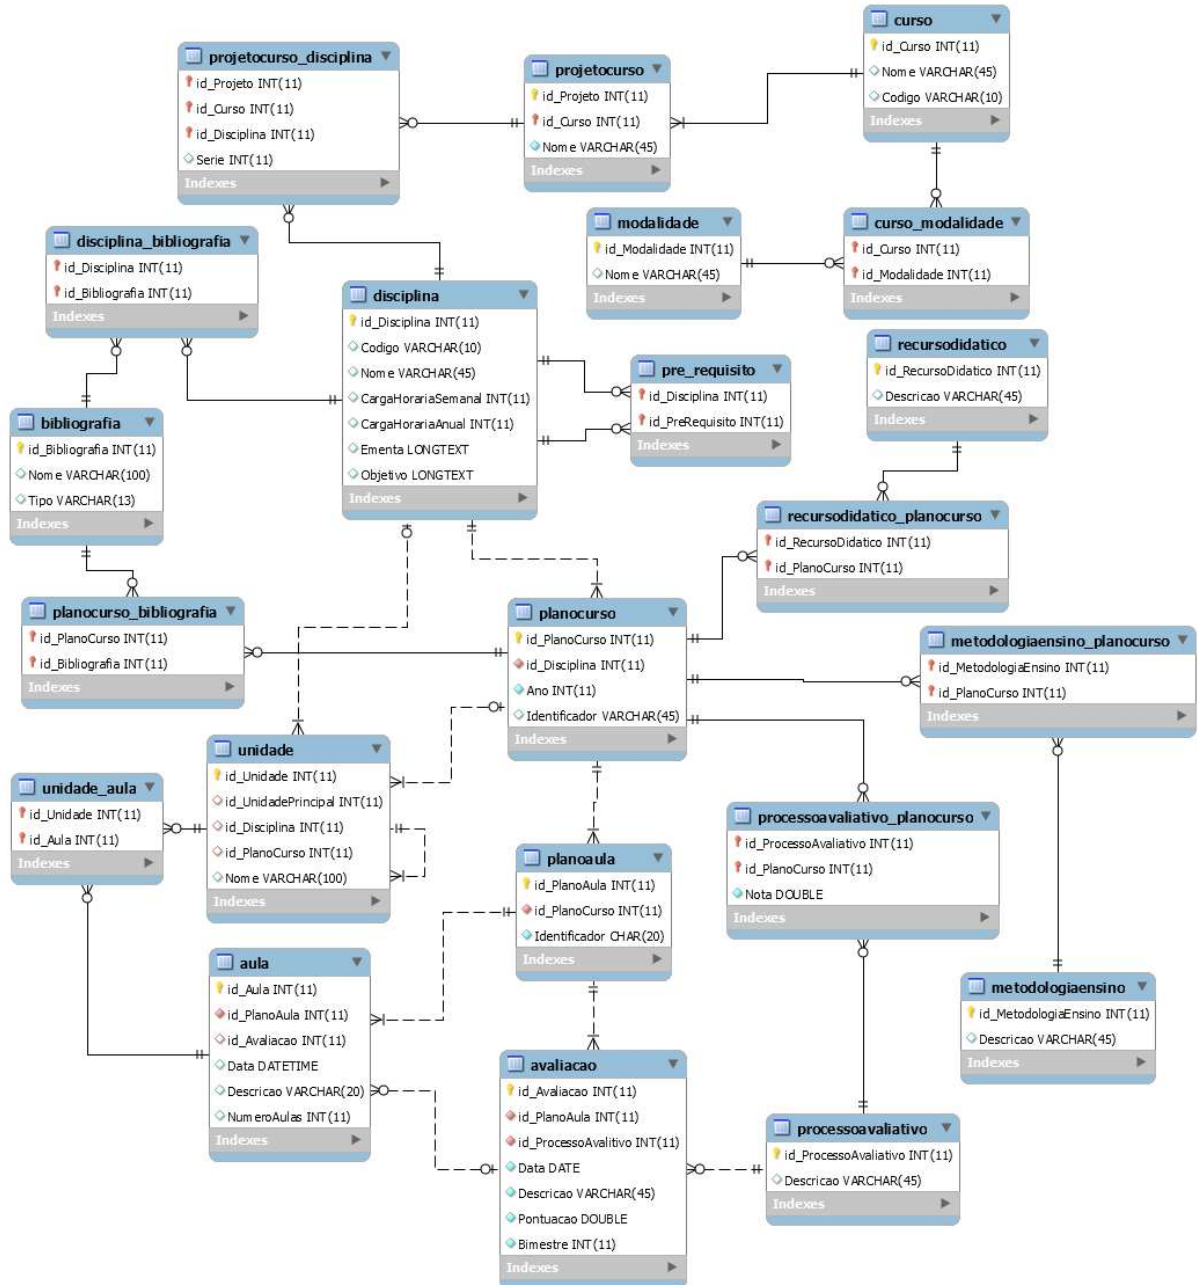 curso
id_Curso INT(11)
Nome VARCHAR(45)
Codigo VARCHAR(10)
Indexes
projetocurso_disciplina
id_Projeto INT(11)
id_Curso INT(11)
id_Disciplina INT(11)
Serie INT(11)
Indexes
projetocurso
id_Projeto INT(11)
id_Curso INT(11)
Nome VARCHAR(45)
Indexes
modalidade
id_Modalidade INT(11)
Nome VARCHAR(45)
Indexes
curso_modalidade
id_Curso INT(11)
id_Modalidade INT(11)
Indexes
disciplina_bibliografia
id_Disciplina INT(11)
id_Bibliografia INT(11)
Indexes
disciplina
id_Disciplina INT(11)
Codigo VARCHAR(10)
Nome VARCHAR(45)
CargaHorariaSemanal INT(11)
CargaHorariaAnual INT(11)
Ementa LONGTEXT
Objetivo LONGTEXT
Indexes
pre_requisito
id_Disciplina INT(11)
id_PreRequisito INT(11)
Indexes
recursodidatico
id_RecursoDidatico INT(11)
Descricao VARCHAR(45)
Indexes
bibliografia
id_Bibliografia INT(11)
Nome VARCHAR(100)
Tipo VARCHAR(13)
Indexes
recursodidatico_planocurso
id_RecursoDidatico INT(11)
id_PlanoCurso INT(11)
Indexes
planocurso_bibliografia
id_PlanoCurso INT(11)
id_Bibliografia INT(11)
Indexes
planocurso
id_PlanoCurso INT(11)
id_Disciplina INT(11)
Ano INT(11)
Identificador VARCHAR(45)
Indexes
metodologiaensino_planocurso
id_MetodologiaEnsino INT(11)
id_PlanoCurso INT(11)
Indexes
unidade
id_Unidade INT(11)
id_UnidadePrincipal INT(11)
id_Disciplina INT(11)
id_PlanoCurso INT(11)
Nome VARCHAR(100)
Indexes
unidade_aula
id_Unidade INT(11)
id_Aula INT(11)
Indexes
processoavaliativo_planocurso
id_ProcessoAvaliativo INT(11)
id_PlanoCurso INT(11)
Nota DOUBLE
Indexes
planoaula
id_PlanoAula INT(11)
id_PlanoCurso INT(11)
Identificador CHAR(20)
Indexes
aula
id_Aula INT(11)
id_PlanoAula INT(11)
id_Avaliacao INT(11)
Data DATETIME
Descricao VARCHAR(20)
NumeroAulas INT(11)
Indexes
metodologiaensino
id_MetodologiaEnsino INT(11)
Descricao VARCHAR(45)
Indexes
avaliacao
id_Avaliacao INT(11)
id_PlanoAula INT(11)
id_ProcessoAvalitivo INT(11)
Data DATE
Descricao VARCHAR(45)
Pontuacao DOUBLE
Bimestre INT(11)
Indexes
processoavaliativo
id_ProcessoAvaliativo INT(11)
Descricao VARCHAR(45)
Indexes